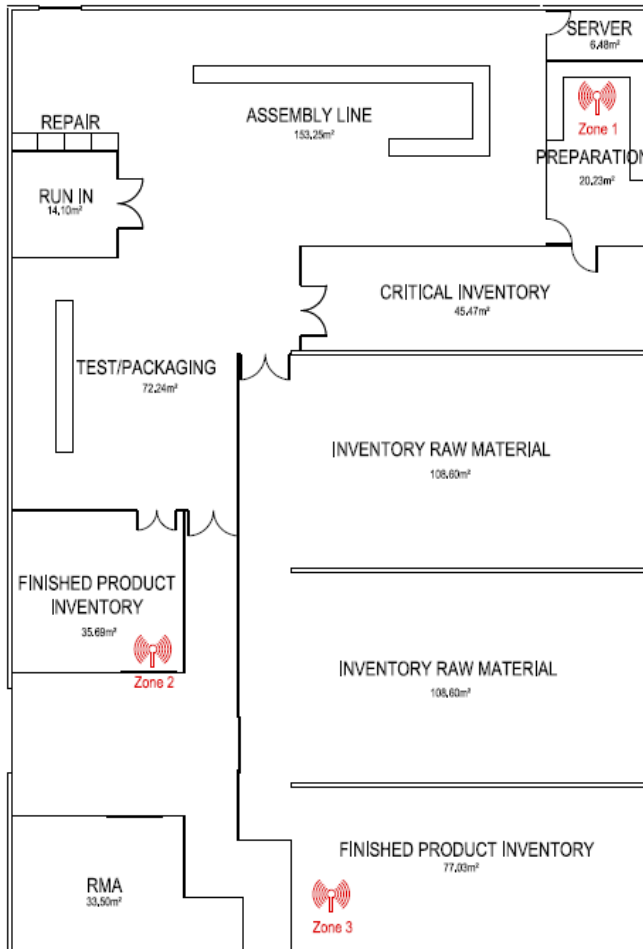 SERVER
6,48m²
Zone 1
ASSEMBLY LINE
153,25m²
REPAIR
PREPARATION
20,23m²
RUN IN
14,10m²
CRITICAL INVENTORY
45,47m²
TEST/PACKAGING
72,24m²
INVENTORY RAW MATERIAL
108,60m²
FINISHED PRODUCT
INVENTORY
35,69m²
Zone 2
INVENTORY RAW MATERIAL
108,60m²
FINISHED PRODUCT INVENTORY
77,03m²
RMA
33,50m²
Zone 3